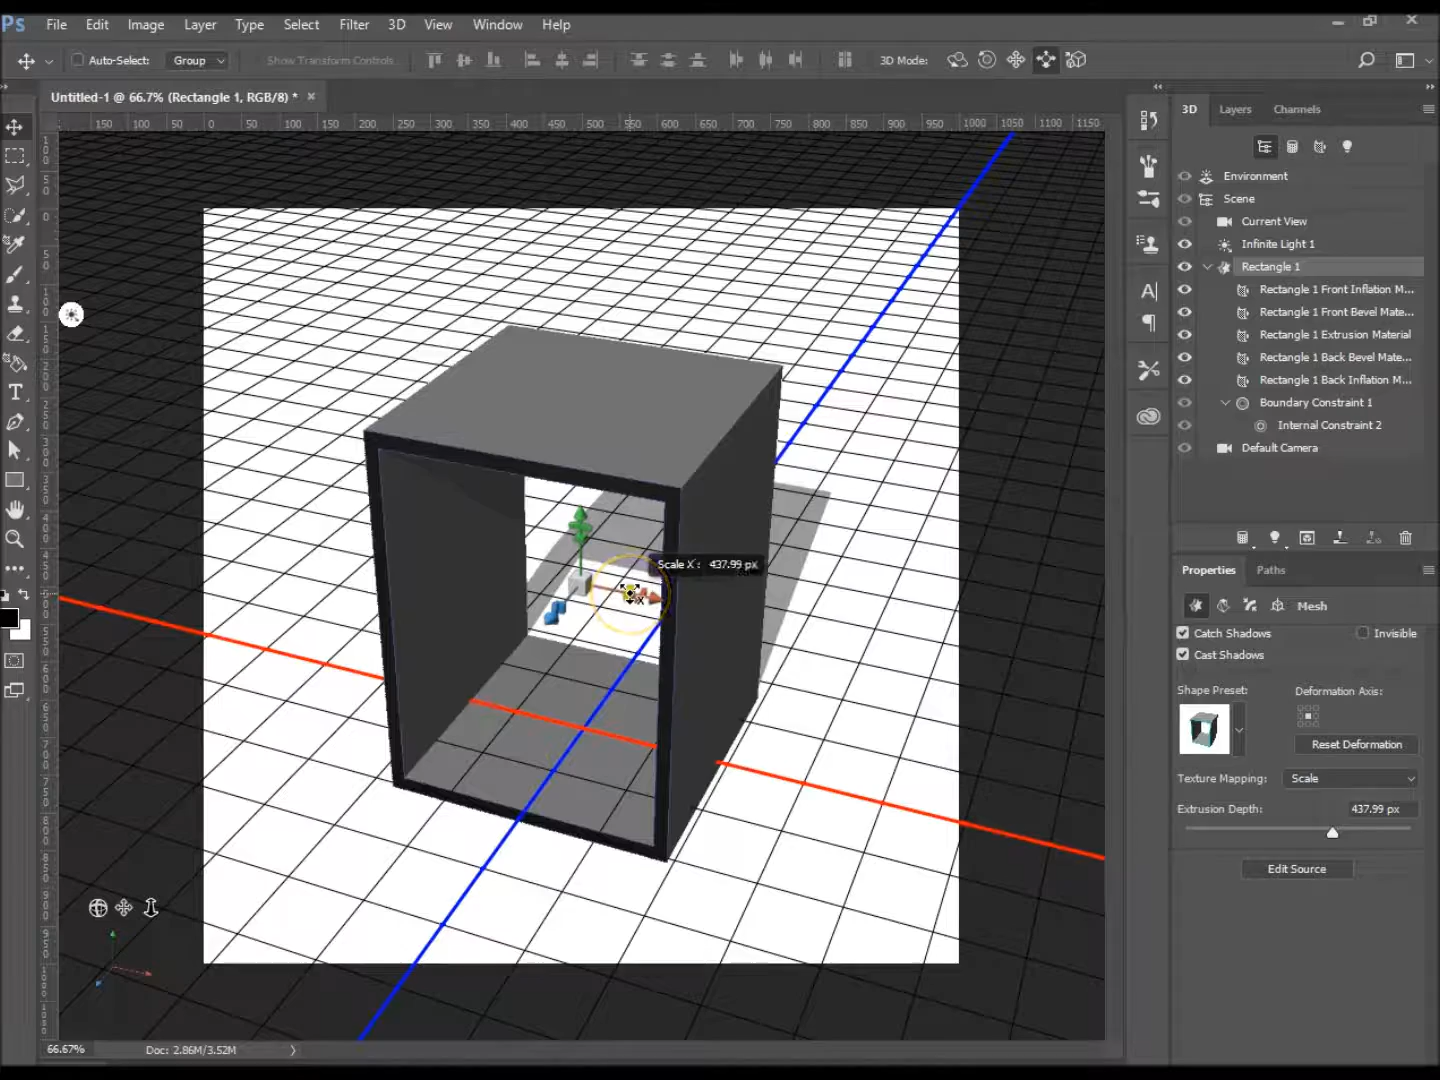 Ps File Edit Image Layer Type Select Filter 3D View Window Help
Auto-Select: Group Show Transform Controls 3D Mode:
Untitled-1 @ 66.7% (Rectangle 1, RGB/8) * ×
150 100 50 0 50 100 150 200 250 300 350 400 450 500 550 600 650 700 750 800 850 900 950 1000 1050 1100 1150
3D Layers Channels
Environment
Scene
Current View
Infinite Light 1
Rectangle 1
Rectangle 1 Front Inflation M...
Rectangle 1 Front Bevel Mate...
Rectangle 1 Extrusion Material
Rectangle 1 Back Bevel Mate...
Rectangle 1 Back Inflation M...
Boundary Constraint 1
Internal Constraint 2
Default Camera
Scale X : 437.99 px
Properties Paths
Mesh
Catch Shadows Invisible
Cast Shadows
Shape Preset: Deformation Axis:
Reset Deformation
Texture Mapping: Scale
Extrusion Depth: 437.99 px
Edit Source
66.67% Doc: 2.86M/3.52M